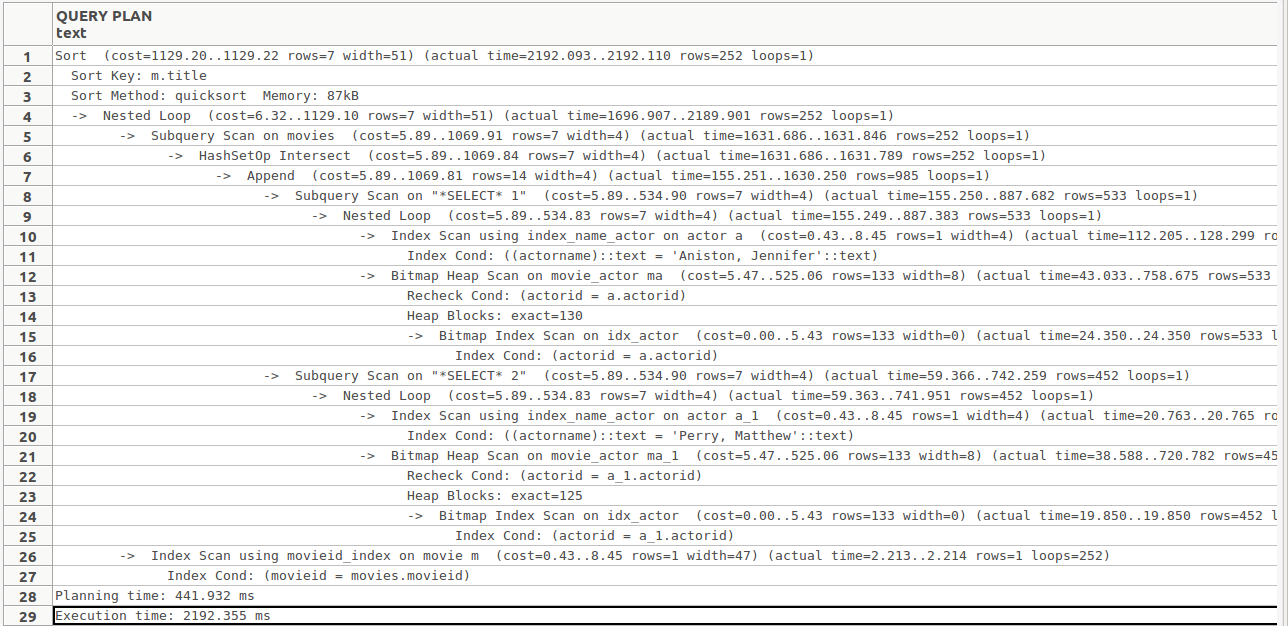 QUERY PLAN
text
1 Sort (cost=1129.20..1129.22 rows=7 width=51) (actual time=2192.093..2192.110 rows=252 loops=1)
2 Sort Key: m.title
3 Sort Method: quicksort Memory: 87kB
4 -> Nested Loop (cost=6.32..1129.10 rows=7 width=51) (actual time=1696.907..2189.901 rows=252 loops=1)
5 -> Subquery Scan on movies (cost=5.89..1069.91 rows=7 width=4) (actual time=1631.686..1631.846 rows=252 loops=1)
6 -> HashSetOp Intersect (cost=5.89..1069.84 rows=7 width=4) (actual time=1631.686..1631.789 rows=252 loops=1)
7 -> Append (cost=5.89..1069.81 rows=14 width=4) (actual time=155.251..1630.250 rows=985 loops=1)
8 -> Subquery Scan on "*SELECT* 1" (cost=5.89..534.90 rows=7 width=4) (actual time=155.250..887.682 rows=533 loops=1)
9 -> Nested Loop (cost=5.89..534.83 rows=7 width=4) (actual time=155.249..887.383 rows=533 loops=1)
10 -> Index Scan using index_name_actor on actor a (cost=0.43..8.45 rows=1 width=4) (actual time=112.205..128.299 ro
11 Index Cond: ((actorname)::text = 'Aniston, Jennifer'::text)
12 -> Bitmap Heap Scan on movie_actor ma (cost=5.47..525.06 rows=133 width=8) (actual time=43.033..758.675 rows=533
13 Recheck Cond: (actorid = a.actorid)
14 Heap Blocks: exact=130
15 -> Bitmap Index Scan on idx_actor (cost=0.00..5.43 rows=133 width=0) (actual time=24.350..24.350 rows=533 l
16 Index Cond: (actorid = a.actorid)
17 -> Subquery Scan on "*SELECT* 2" (cost=5.89..534.90 rows=7 width=4) (actual time=59.366..742.259 rows=452 loops=1)
18 -> Nested Loop (cost=5.89..534.83 rows=7 width=4) (actual time=59.363..741.951 rows=452 loops=1)
19 -> Index Scan using index_name_actor on actor a_1 (cost=0.43..8.45 rows=1 width=4) (actual time=20.763..20.765 ro
20 Index Cond: ((actorname)::text = 'Perry, Matthew'::text)
21 -> Bitmap Heap Scan on movie_actor ma_1 (cost=5.47..525.06 rows=133 width=8) (actual time=38.588..720.782 rows=45
22 Recheck Cond: (actorid = a_1.actorid)
23 Heap Blocks: exact=125
24 -> Bitmap Index Scan on idx_actor (cost=0.00..5.43 rows=133 width=0) (actual time=19.850..19.850 rows=452 l
25 Index Cond: (actorid = a_1.actorid)
26 -> Index Scan using movieid_index on movie m (cost=0.43..8.45 rows=1 width=47) (actual time=2.213..2.214 rows=1 loops=252)
27 Index Cond: (movieid = movies.movieid)
28 Planning time: 441.932 ms
29 Execution time: 2192.355 ms